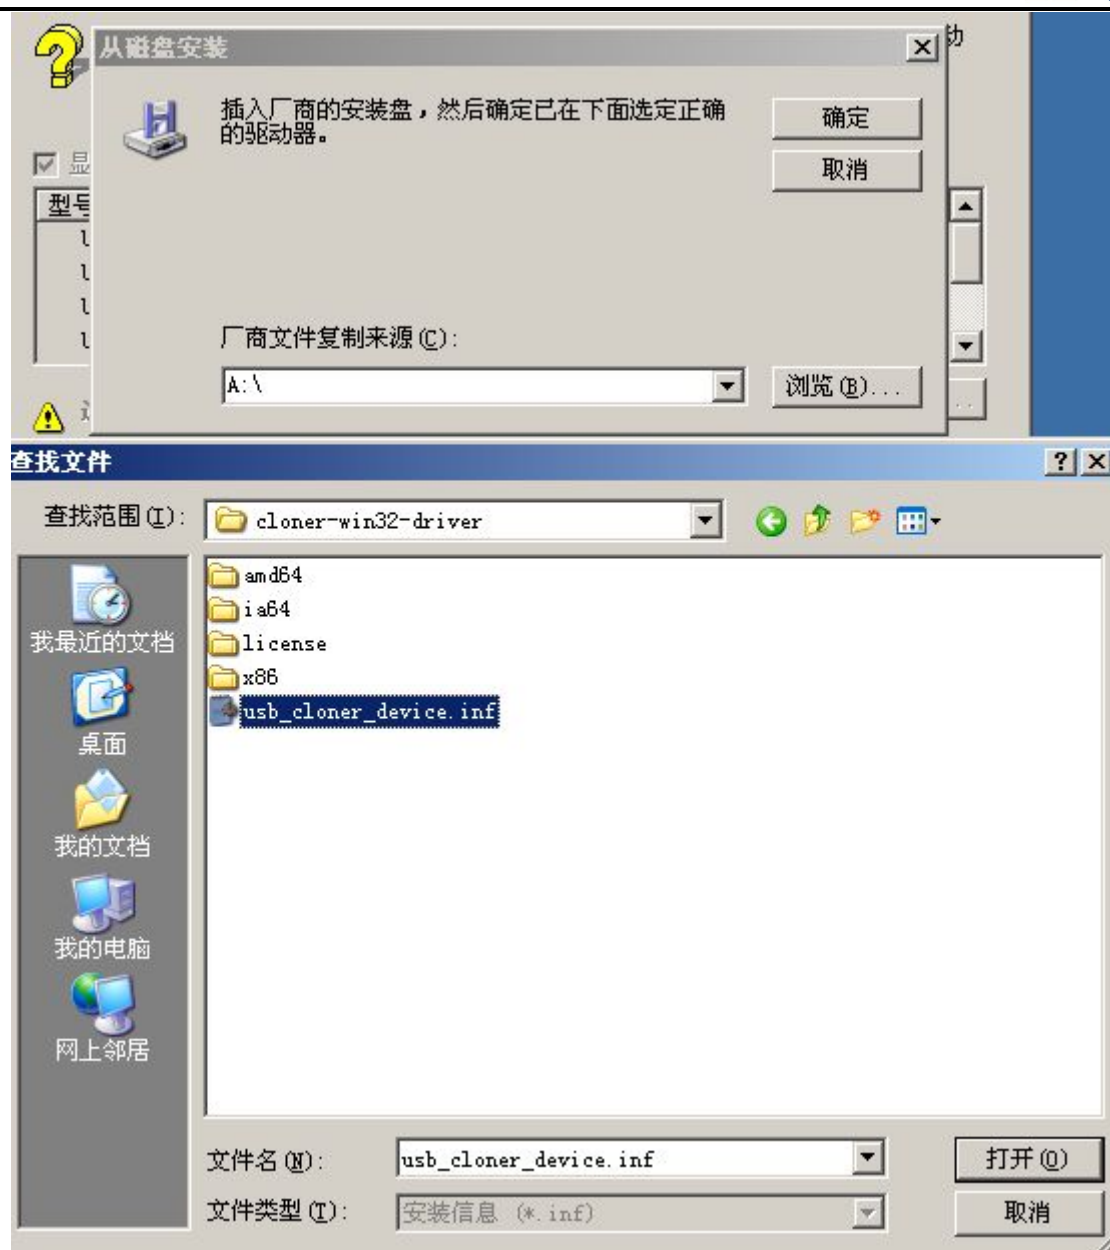 从磁盘安装
动
插入厂商的安装盘，然后确定已在下面选定正确
的驱动器。
确定
取消
显
型号
厂商文件复制来源(C):
A:\
浏览(B)...
查找文件
查找范围(I):
cloner-win32-driver
我最近的文档
桌面
我的文档
我的电脑
网上邻居
amd64
ia64
license
x86
usb_cloner_device.inf
文件名(N):
usb_cloner_device.inf
打开(O)
文件类型(T):
安装信息 (*.inf)
取消